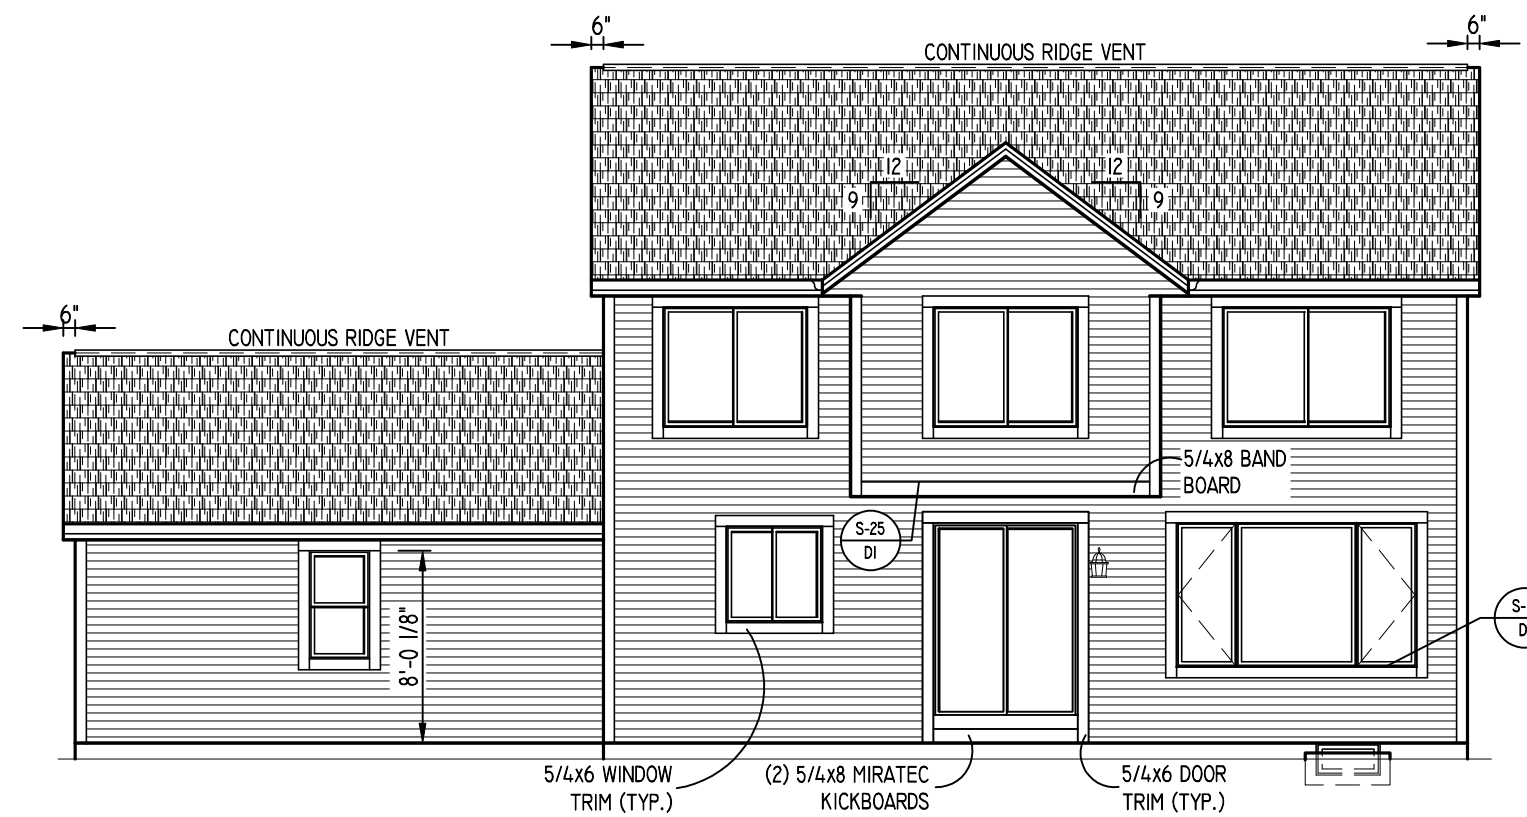 6"
6"
CONTINUOUS RIDGE VENT
12
12
9
9
6"
CONTINUOUS RIDGE VENT
5/4x8 BAND
BOARD
S-25
D1
8'-0 1/8"
S-
D
5/4x6 WINDOW
TRIM (TYP.)
(2) 5/4x8 MIRATEC
KICKBOARDS
5/4x6 DOOR
TRIM (TYP.)